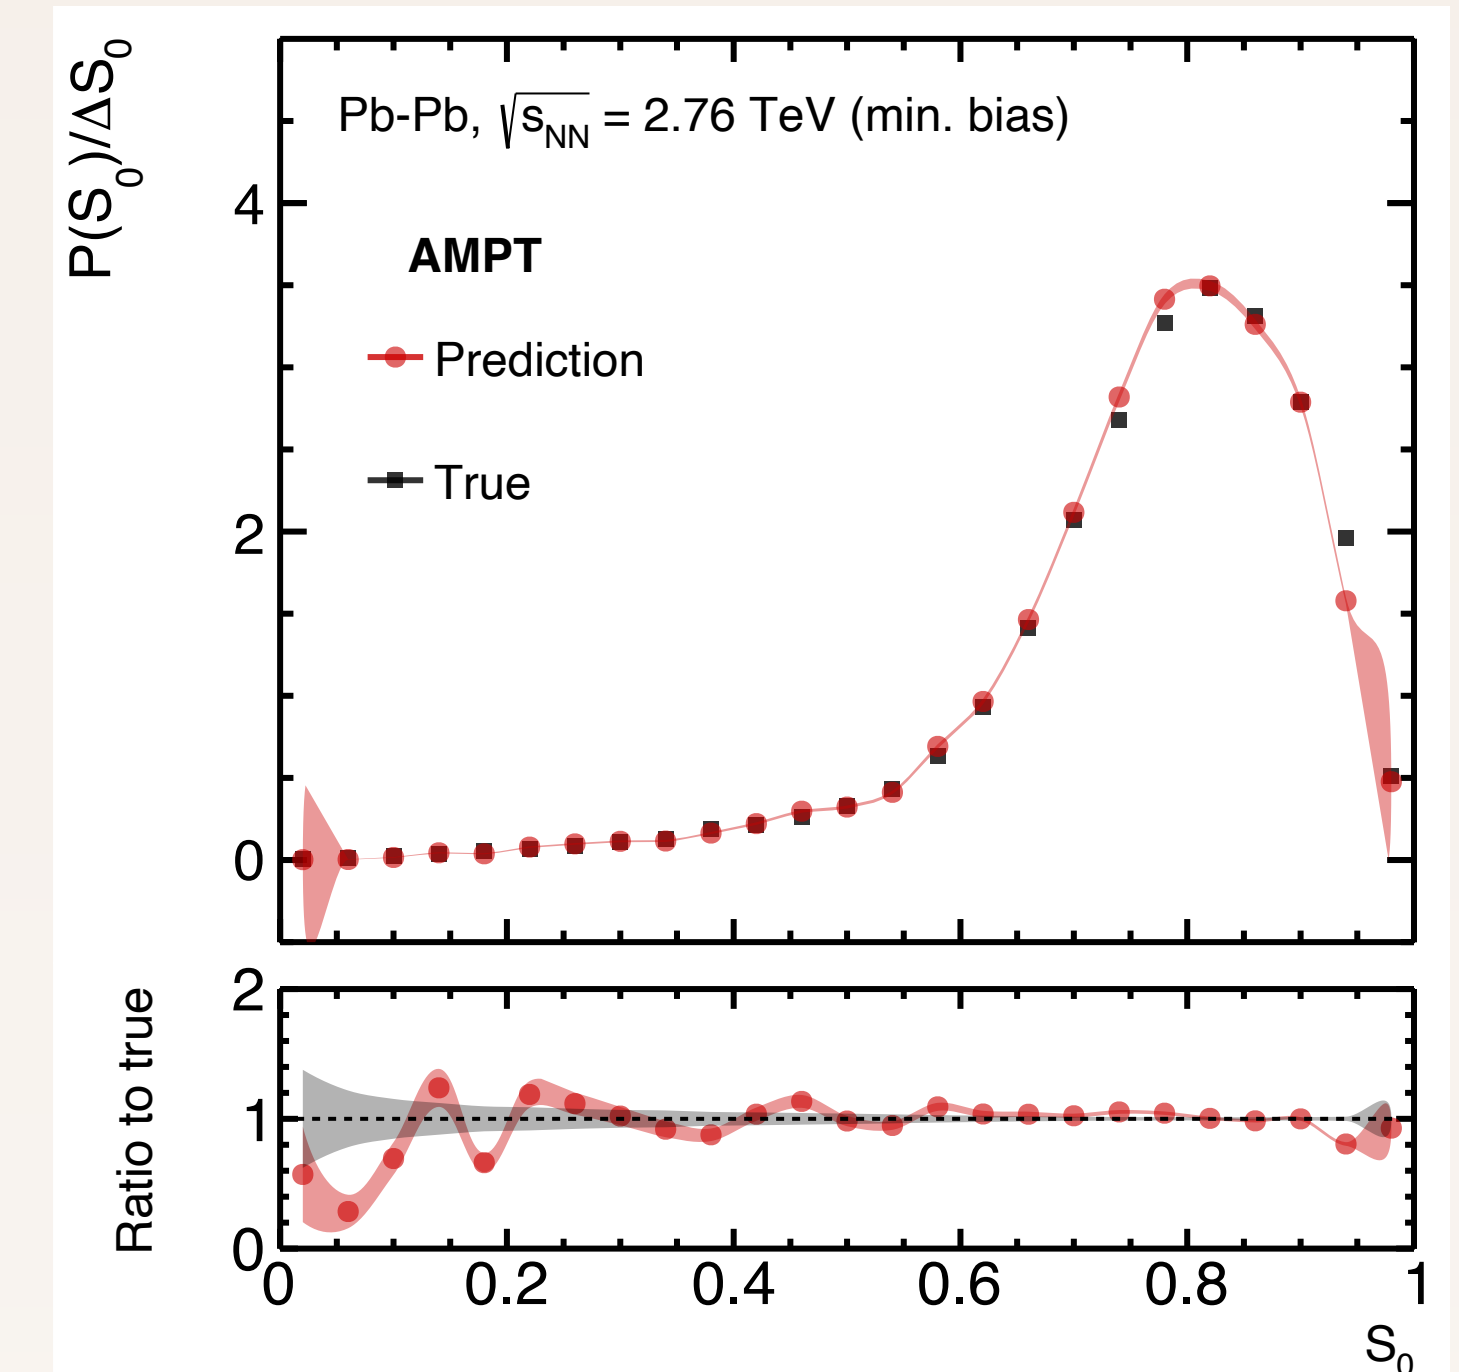 P(S₀)/ΔS₀
Pb-Pb, √s_NN = 2.76 TeV (min. bias)
4
AMPT
Prediction
True
2
0
Ratio to true
2
1
0
0 0.2 0.4 0.6 0.8 1
S₀